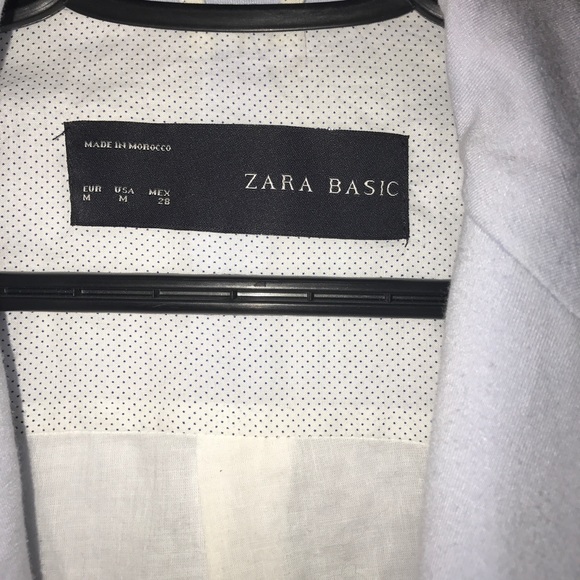 MADE IN MOROCCO
ZARA BASIC
EUR USA MEX
M M 28